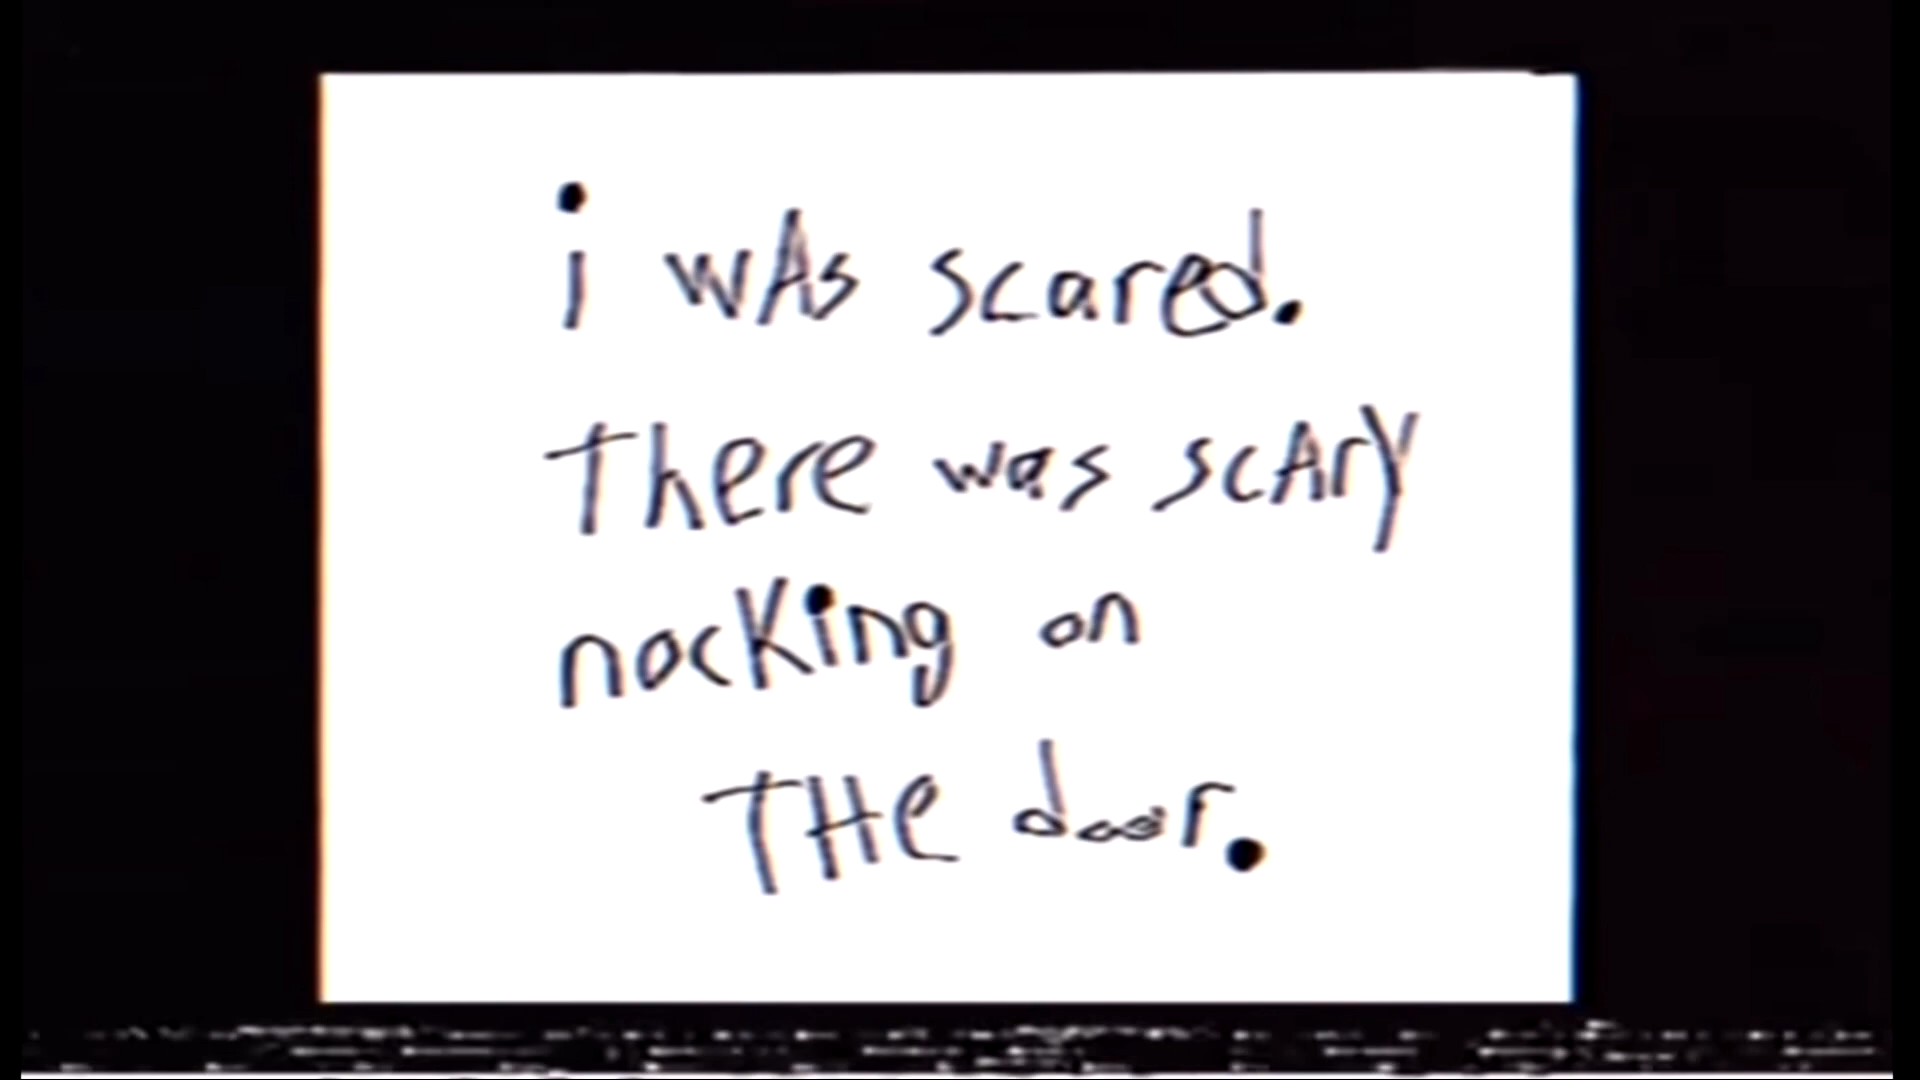 i wAs scared.
There was scAry
nocKing on
THe door.